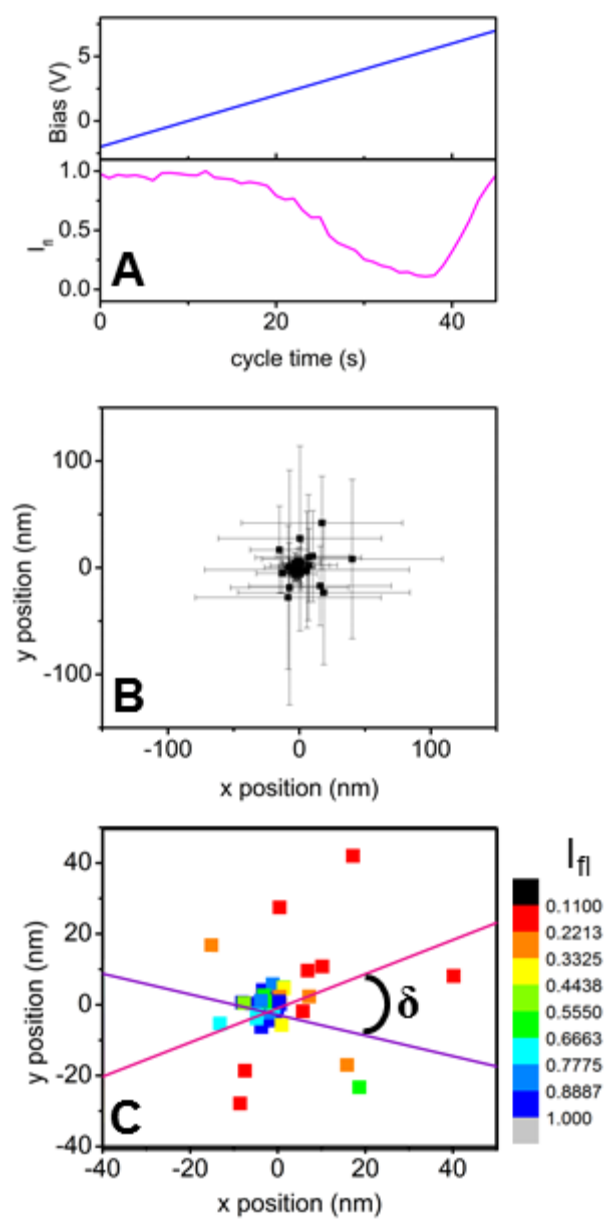 Bias (V)
5
0
I_fl
1.0
0.5
0.0
A
0
20
40
cycle time (s)
y position (nm)
100
0
-100
B
-100
0
100
x position (nm)
y position (nm)
40
20
0
-20
-40
C
δ
-40
-20
0
20
40
x position (nm)
I_fl
0.1100
0.2213
0.3325
0.4438
0.5550
0.6663
0.7775
0.8887
1.000